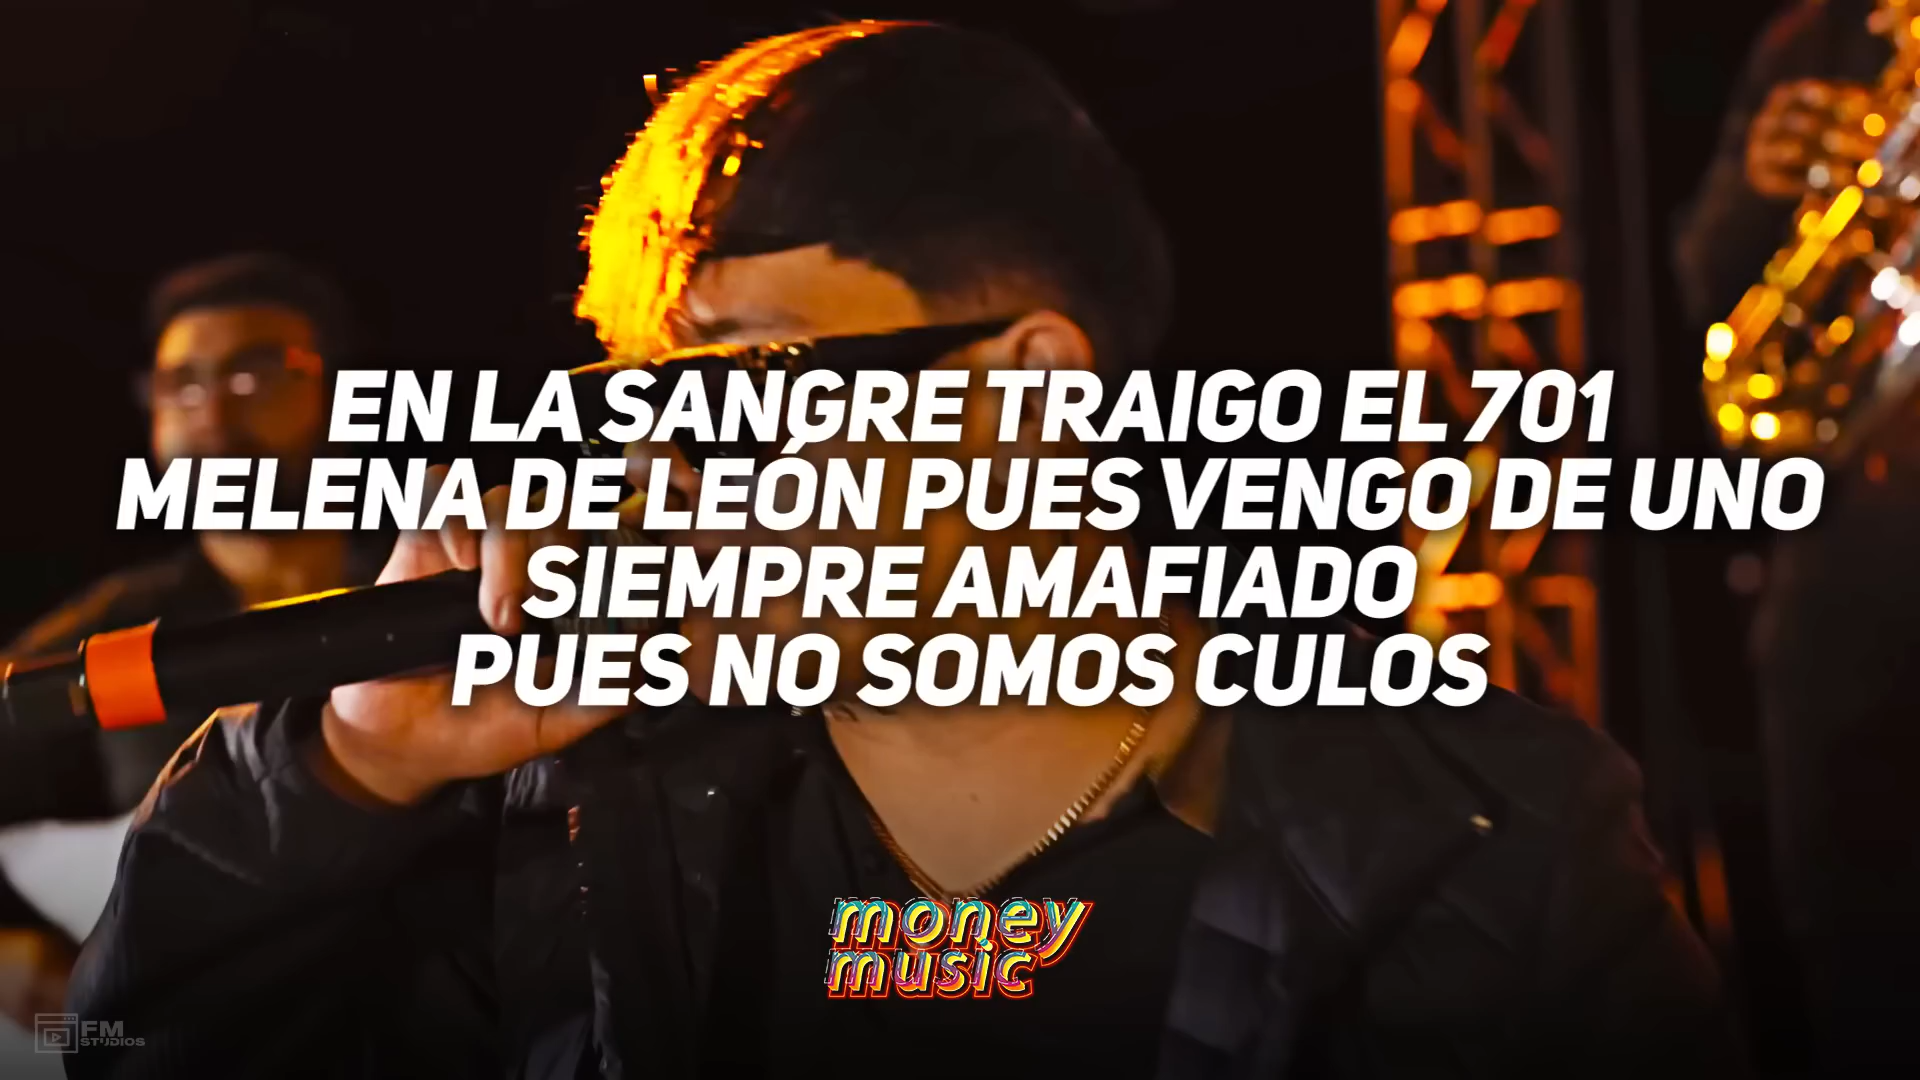 EN LA SANGRE TRAIGO EL 701
MELENA DE LEÓN PUES VENGO DE UNO
SIEMPRE AMAFIADO
PUES NO SOMOS CULOS
money
music
FM
STUDIOS